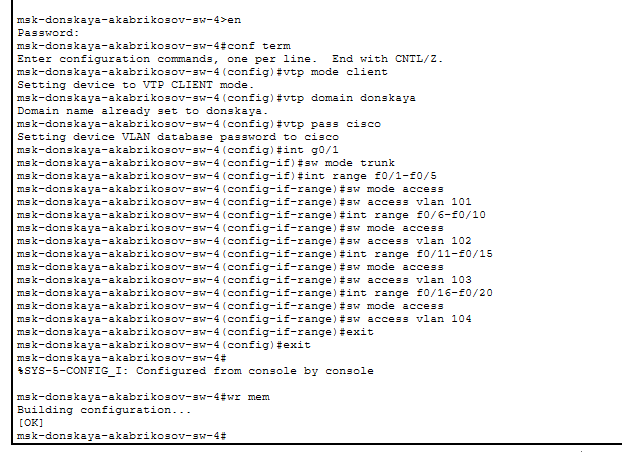 msk-donskaya-akabrikosov-sw-4>en
Password:
msk-donskaya-akabrikosov-sw-4#conf term
Enter configuration commands, one per line.  End with CNTL/Z.
msk-donskaya-akabrikosov-sw-4(config)#vtp mode client
Setting device to VTP CLIENT mode.
msk-donskaya-akabrikosov-sw-4(config)#vtp domain donskaya
Domain name already set to donskaya.
msk-donskaya-akabrikosov-sw-4(config)#vtp pass cisco
Setting device VLAN database password to cisco
msk-donskaya-akabrikosov-sw-4(config)#int g0/1
msk-donskaya-akabrikosov-sw-4(config-if)#sw mode trunk
msk-donskaya-akabrikosov-sw-4(config-if)#int range f0/1-f0/5
msk-donskaya-akabrikosov-sw-4(config-if-range)#sw mode access
msk-donskaya-akabrikosov-sw-4(config-if-range)#sw access vlan 101
msk-donskaya-akabrikosov-sw-4(config-if-range)#int range f0/6-f0/10
msk-donskaya-akabrikosov-sw-4(config-if-range)#sw mode access
msk-donskaya-akabrikosov-sw-4(config-if-range)#sw access vlan 102
msk-donskaya-akabrikosov-sw-4(config-if-range)#int range f0/11-f0/15
msk-donskaya-akabrikosov-sw-4(config-if-range)#sw mode access
msk-donskaya-akabrikosov-sw-4(config-if-range)#sw access vlan 103
msk-donskaya-akabrikosov-sw-4(config-if-range)#int range f0/16-f0/20
msk-donskaya-akabrikosov-sw-4(config-if-range)#sw mode access
msk-donskaya-akabrikosov-sw-4(config-if-range)#sw access vlan 104
msk-donskaya-akabrikosov-sw-4(config-if-range)#exit
msk-donskaya-akabrikosov-sw-4(config)#exit
msk-donskaya-akabrikosov-sw-4#
%SYS-5-CONFIG_I: Configured from console by console
msk-donskaya-akabrikosov-sw-4#wr mem
Building configuration...
[OK]
msk-donskaya-akabrikosov-sw-4#